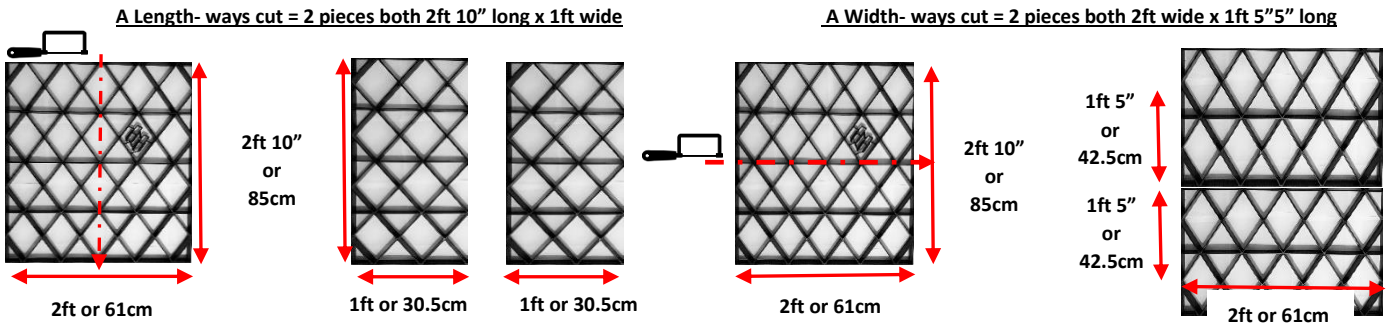 A Length- ways cut = 2 pieces both 2ft 10” long x 1ft wide
2ft 10”
or
85cm
2ft or 61cm
1ft or 30.5cm
1ft or 30.5cm
A Width- ways cut = 2 pieces both 2ft wide x 1ft 5”5” long
2ft 10”
or
85cm
2ft or 61cm
1ft 5”
or
42.5cm
1ft 5”
or
42.5cm
2ft or 61cm